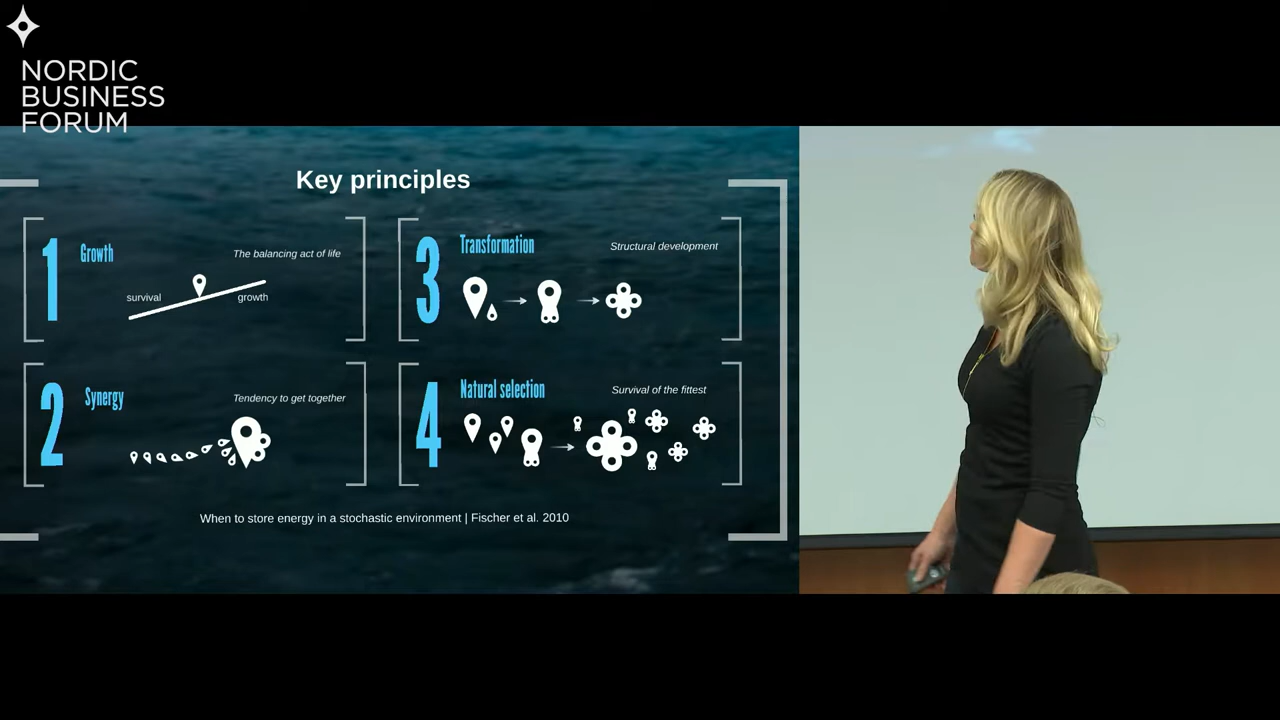 NORDIC
BUSINESS
FORUM
Key principles
1 Growth
The balancing act of life
survival
growth
2 Synergy
Tendency to get together
3 Transformation
Structural development
4 Natural selection
Survival of the fittest
When to store energy in a stochastic environment | Fischer et al. 2010